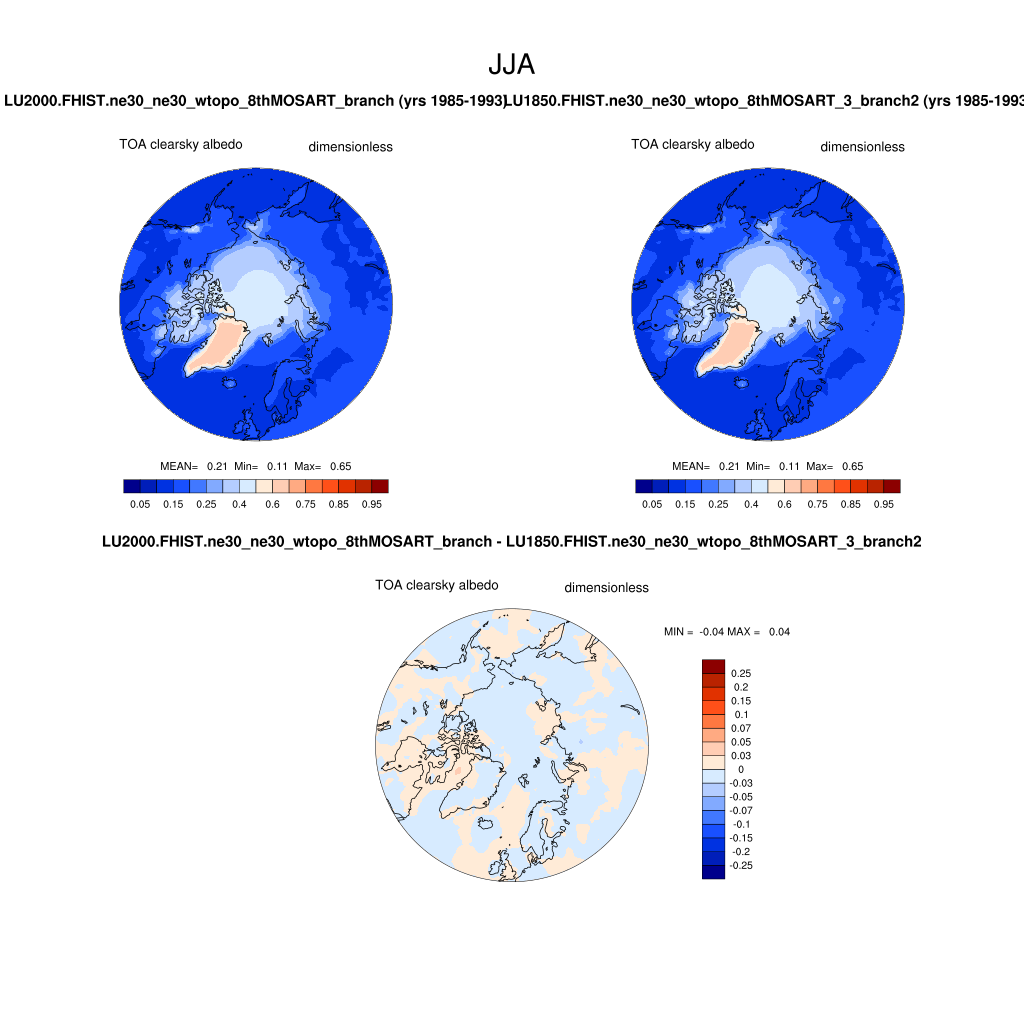 JJA
LU2000.FHIST.ne30_ne30_wtopo_8thMOSART_branch (yrs 1985-1993)
LU1850.FHIST.ne30_ne30_wtopo_8thMOSART_3_branch2 (yrs 1985-1993
TOA clearsky albedo dimensionless
TOA clearsky albedo dimensionless
MEAN= 0.21 Min= 0.11 Max= 0.65
MEAN= 0.21 Min= 0.11 Max= 0.65
0.05 0.15 0.25 0.4 0.6 0.75 0.85 0.95
0.05 0.15 0.25 0.4 0.6 0.75 0.85 0.95
LU2000.FHIST.ne30_ne30_wtopo_8thMOSART_branch - LU1850.FHIST.ne30_ne30_wtopo_8thMOSART_3_branch2
TOA clearsky albedo dimensionless
MIN = -0.04 MAX = 0.04
0.25
0.2
0.15
0.1
0.07
0.05
0.03
0
-0.03
-0.05
-0.07
-0.1
-0.15
-0.2
-0.25